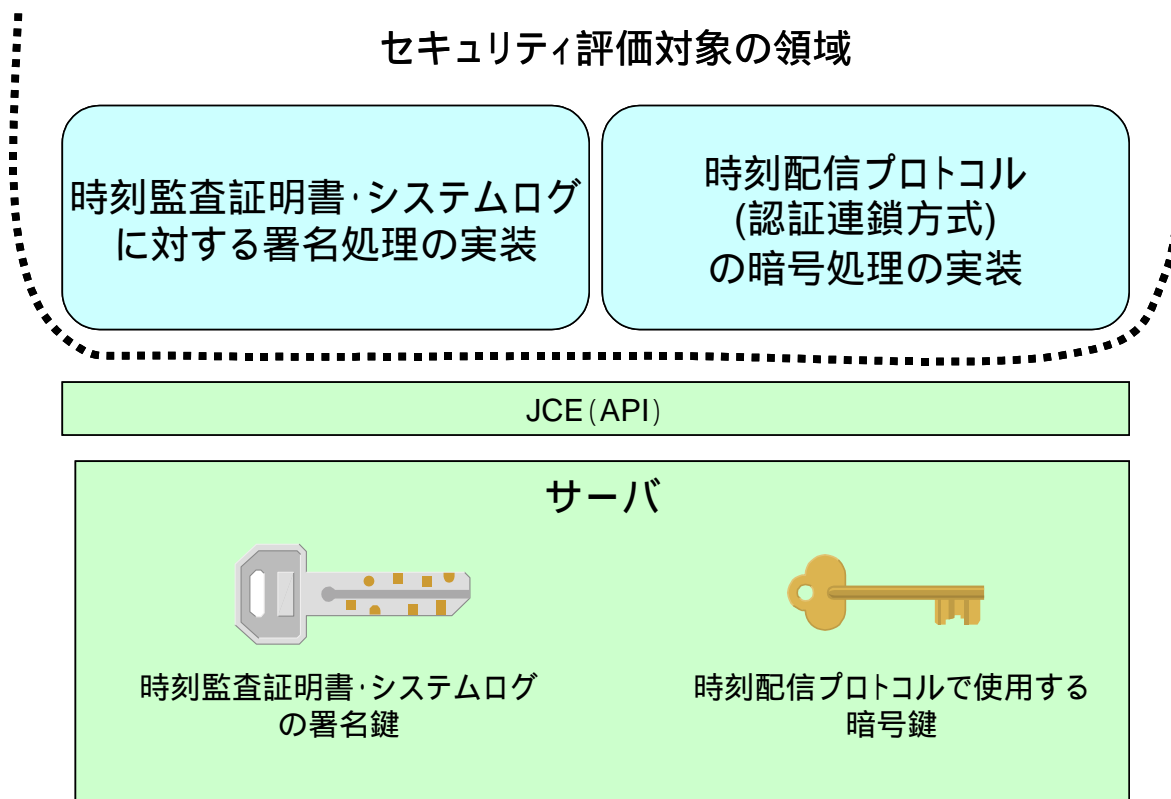 セキュリティ評価対象の領域
時刻監査証明書・システムログ
に対する署名処理の実装
時刻配信プロトコル
(認証連鎖方式)
の暗号処理の実装
JCE(API)
サーバ
時刻監査証明書・システムログ
の署名鍵
時刻配信プロトコルで使用する
暗号鍵